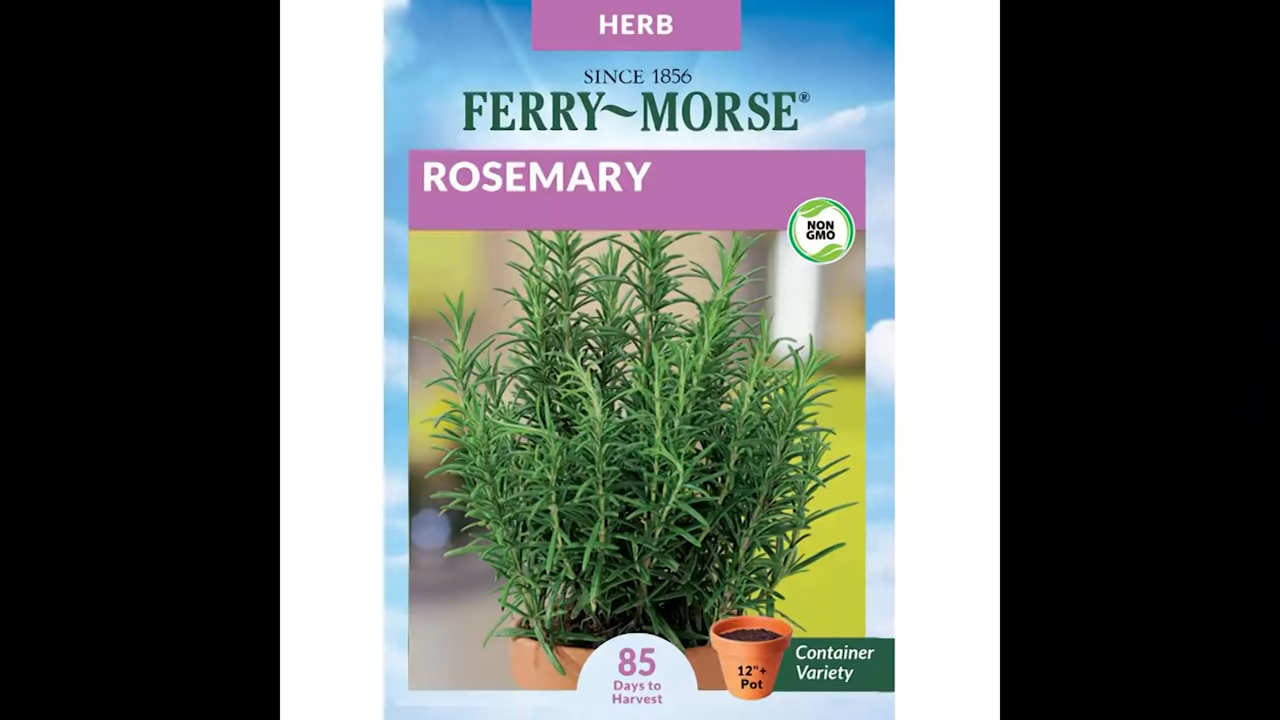 HERB
SINCE 1856
FERRY~MORSE®
ROSEMARY
NON
GMO
85
Days to
Harvest
12"+
Pot
Container
Variety